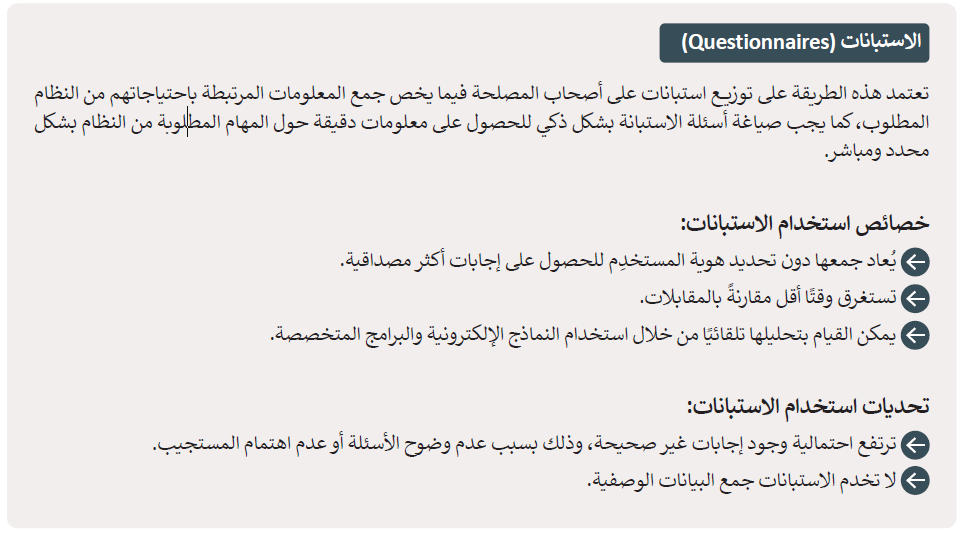 الاستبانات (Questionnaires)
تعتمد هذه الطريقة على توزيع استبانات على أصحاب المصلحة فيما يخص جمع المعلومات المرتبطة باحتياجاتهم من النظام
المطلوب، كما يجب صياغة أسئلة الاستبانة بشكل ذكي للحصول على معلومات دقيقة حول المهام المطلوبة من النظام بشكل
محدد ومباشر.
خصائص استخدام الاستبانات:
يُعاد جمعها دون تحديد هوية المستخدِم للحصول على إجابات أكثر مصداقية.
تستغرق وقتًا أقل مقارنةً بالمقابلات.
يمكن القيام بتحليلها تلقائيًا من خلال استخدام النماذج الإلكترونية والبرامج المتخصصة.
تحديات استخدام الاستبانات:
ترتفع احتمالية وجود إجابات غير صحيحة، وذلك بسبب عدم وضوح الأسئلة أو عدم اهتمام المستجيب.
لا تخدم الاستبانات جمع البيانات الوصفية.